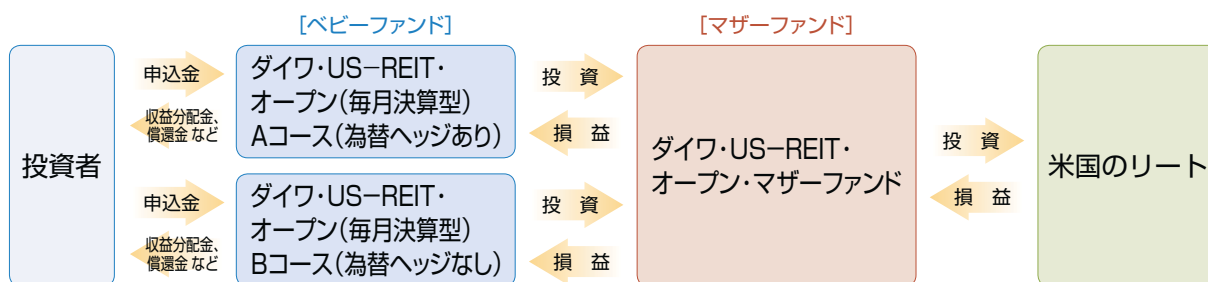 [ベビーファンド]
[マザーファンド]
投資者
申込金
収益分配金、
償還金 など
ダイワ・US−REIT・
オープン(毎月決算型)
Aコース(為替ヘッジあり)
投 資
損 益
申込金
収益分配金、
償還金 など
ダイワ・US−REIT・
オープン(毎月決算型)
Bコース(為替ヘッジなし)
投 資
損 益
ダイワ・US−REIT・
オープン・マザーファンド
投 資
損 益
米国のリート